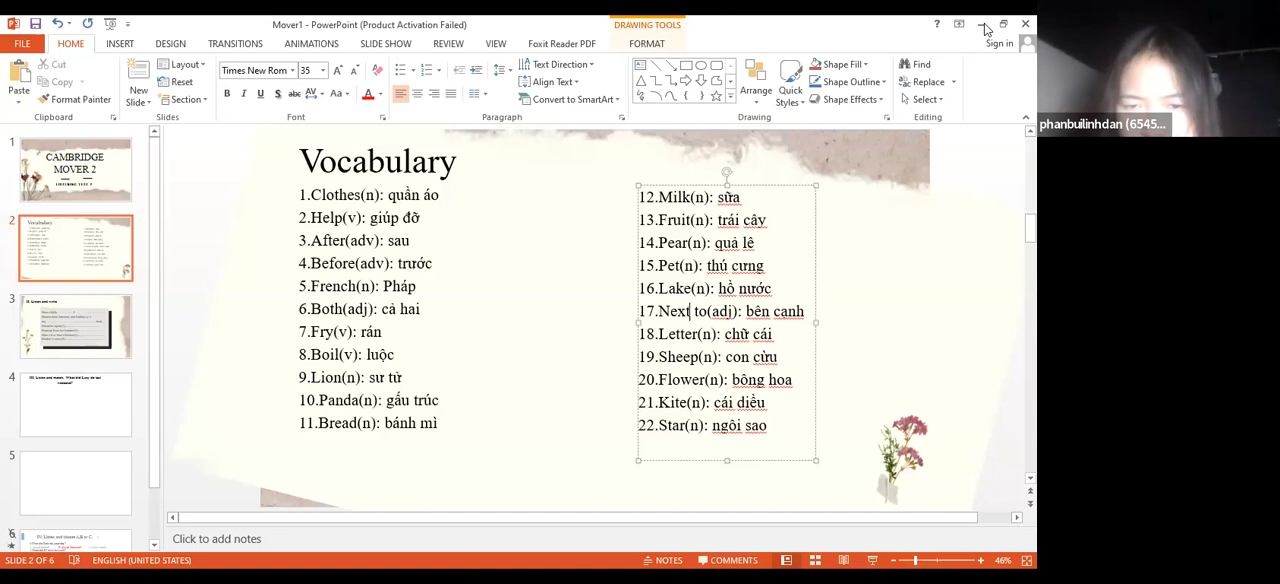 Mover1 - PowerPoint (Product Activation Failed)
DRAWING TOOLS
FILE
HOME
INSERT
DESIGN
TRANSITIONS
ANIMATIONS
SLIDE SHOW
REVIEW
VIEW
Foxit Reader PDF
FORMAT
Sign in
Paste
Cut
Copy
Format Painter
Clipboard
New Slide
Layout
Reset
Section
Slides
Times New Rom
35
Font
Text Direction
Align Text
Convert to SmartArt
Paragraph
Arrange
Quick Styles
Shape Fill
Shape Outline
Shape Effects
Drawing
Find
Replace
Select
Editing
phanbuilinhdan (6545...
1
CAMBRIDGE
MOVER 2
2
3
4
5
6
Vocabulary
1.Clothes(n): quần áo
2.Help(v): giúp đỡ
3.After(adv): sau
4.Before(adv): trước
5.French(n): Pháp
6.Both(adj): cả hai
7.Fry(v): rán
8.Boil(v): luộc
9.Lion(n): sư tử
10.Panda(n): gấu trúc
11.Bread(n): bánh mì
12.Milk(n): sữa
13.Fruit(n): trái cây
14.Pear(n): quả lê
15.Pet(n): thú cưng
16.Lake(n): hồ nước
17.Next to(adj): bên cạnh
18.Letter(n): chữ cái
19.Sheep(n): con cừu
20.Flower(n): bông hoa
21.Kite(n): cái diều
22.Star(n): ngôi sao
Click to add notes
SLIDE 2 OF 6
ENGLISH (UNITED STATES)
NOTES
COMMENTS
46%